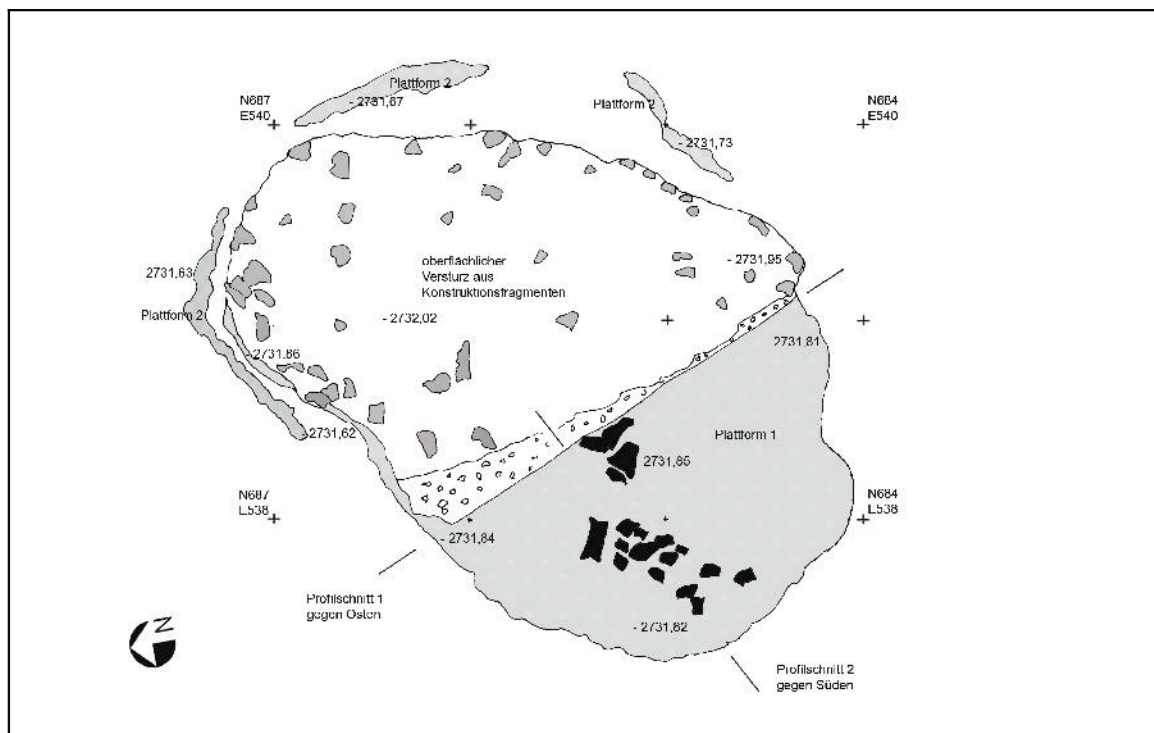 Plattform 2
- 2731,67
N687
E540
Plattform 2
- 2731,73
N684
E540
2731,63
Plattform 2
oberflächlicher
Versturz aus
Konstruktionsfragmenten
- 2731,95
- 2732,02
- 2731,86
2731,81
- 2731,62
Plattform 1
2731,85
N687
E538
N684
E538
- 2731,84
Profilschnitt 1
gegen Osten
- 2731,82
Profilschnitt 2
gegen Süden
N